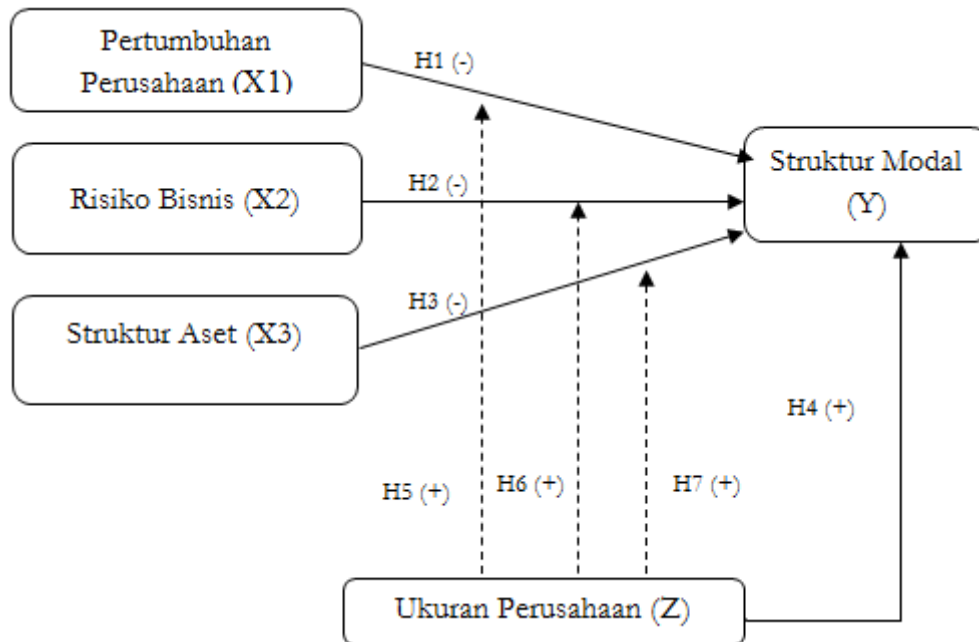 Pertumbuhan
Perusahaan (X1)
H1 (-)
Struktur Modal
(Y)
Risiko Bisnis (X2)
H2 (-)
H3 (-)
Struktur Aset (X3)
H4 (+)
H5 (+)
H6 (+)
H7 (+)
Ukuran Perusahaan (Z)